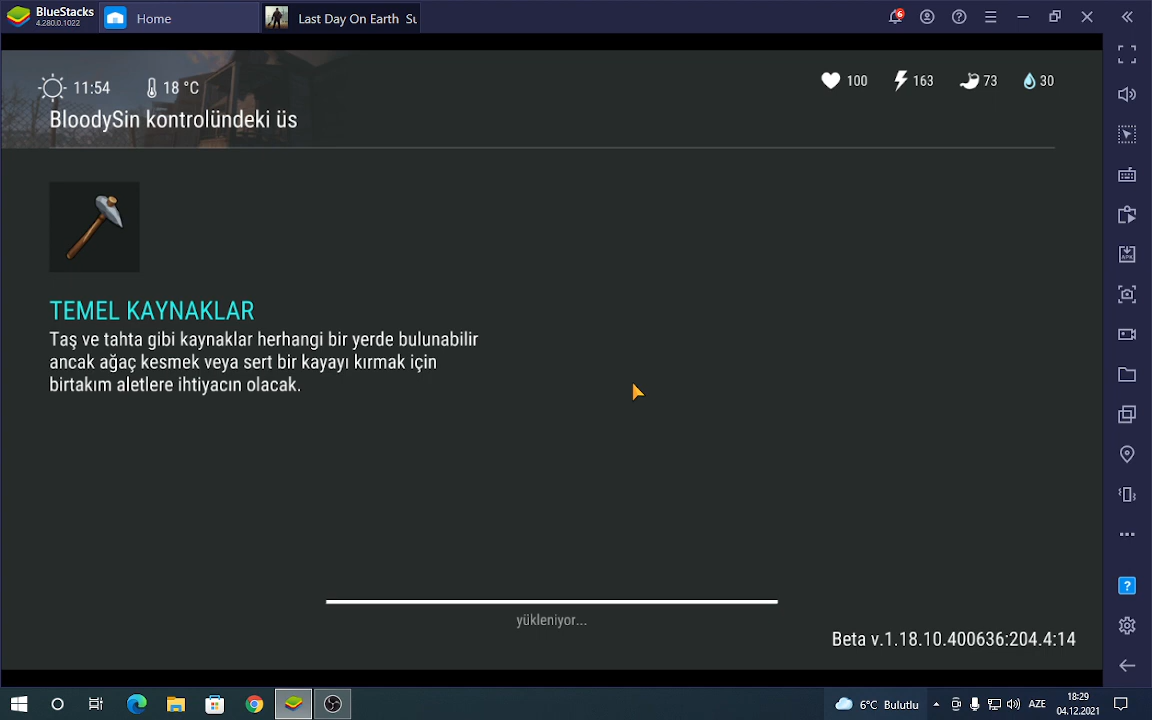 BlueStacks
4.280.0.1022
Home
Last Day On Earth Su
6
11:54
18 °C
100
163
73
30
BloodySin kontrolündeki üs
TEMEL KAYNAKLAR
Taş ve tahta gibi kaynaklar herhangi bir yerde bulunabilir
ancak ağaç kesmek veya sert bir kayayı kırmak için
birtakım aletlere ihtiyacın olacak.
yükleniyor...
Beta v.1.18.10.400636:204.4:14
APK
?
6°C Bulutlu
AZE
18:29
04.12.2021